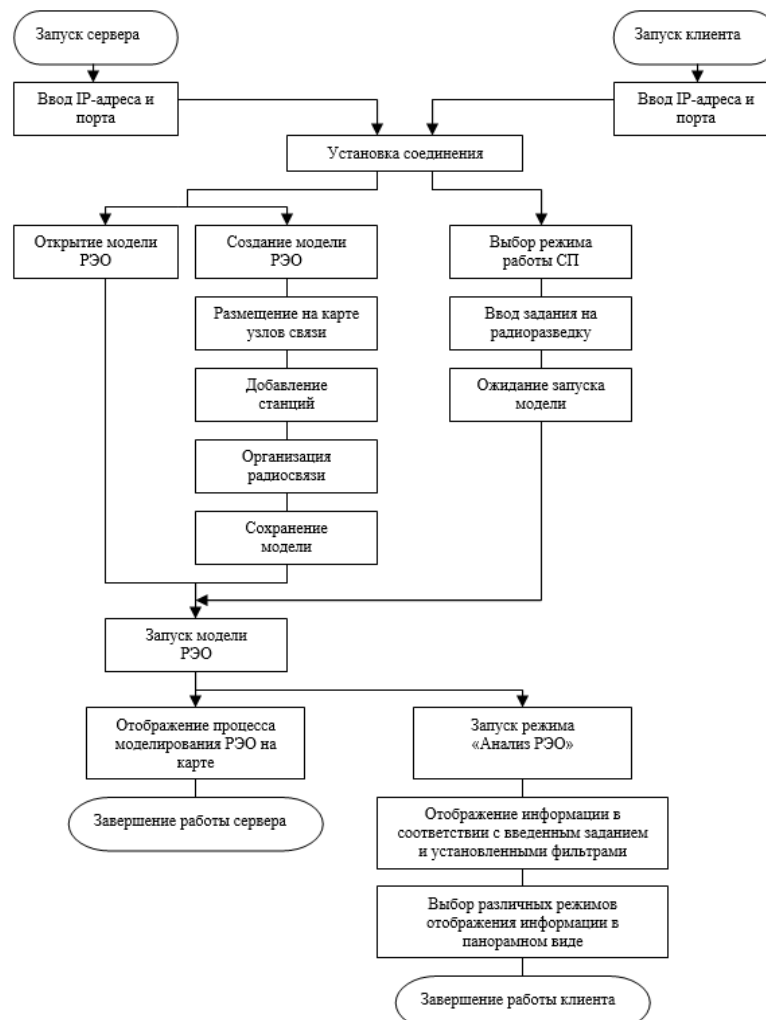 Запуск сервера
Запуск клиента
Ввод IP-адреса и
порта
Ввод IP-адреса и
порта
Установка соединения
Открытие модели
РЭО
Создание модели
РЭО
Выбор режима
работы СП
Размещение на карте
узлов связи
Ввод задания на
радиоразведку
Добавление
станций
Ожидание запуска
модели
Организация
радиосвязи
Сохранение
модели
Запуск модели
РЭО
Отображение процесса
моделирования РЭО на
карте
Запуск режима
«Анализ РЭО»
Завершение работы сервера
Отображение информации в
соответствии с введенным заданием
и установленными фильтрами
Выбор различных режимов
отображения информации в
панорамном виде
Завершение работы клиента